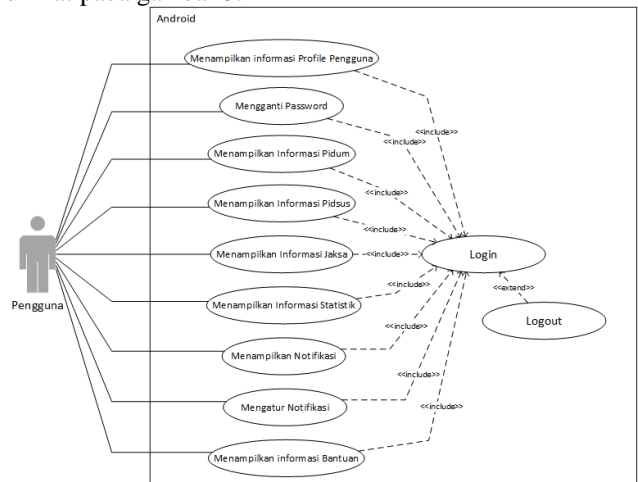 Android
Menampilkan informasi Profile Pengguna
Mengganti Password
<<include>>
<<include>>
Menampilkan Informasi Pidum
<<include>>
Menampilkan Informasi Pidsus
<<include>>
Menampilkan Informasi Jaksa
<<include>>
Login
Pengguna
Menampilkan Informasi Statistik
<<include>>
<<extend>>
Logout
<<include>>
Menampilkan Notifikasi
<<include>>
Mengatur Notifikasi
<<include>>
Menampilkan informasi Bantuan